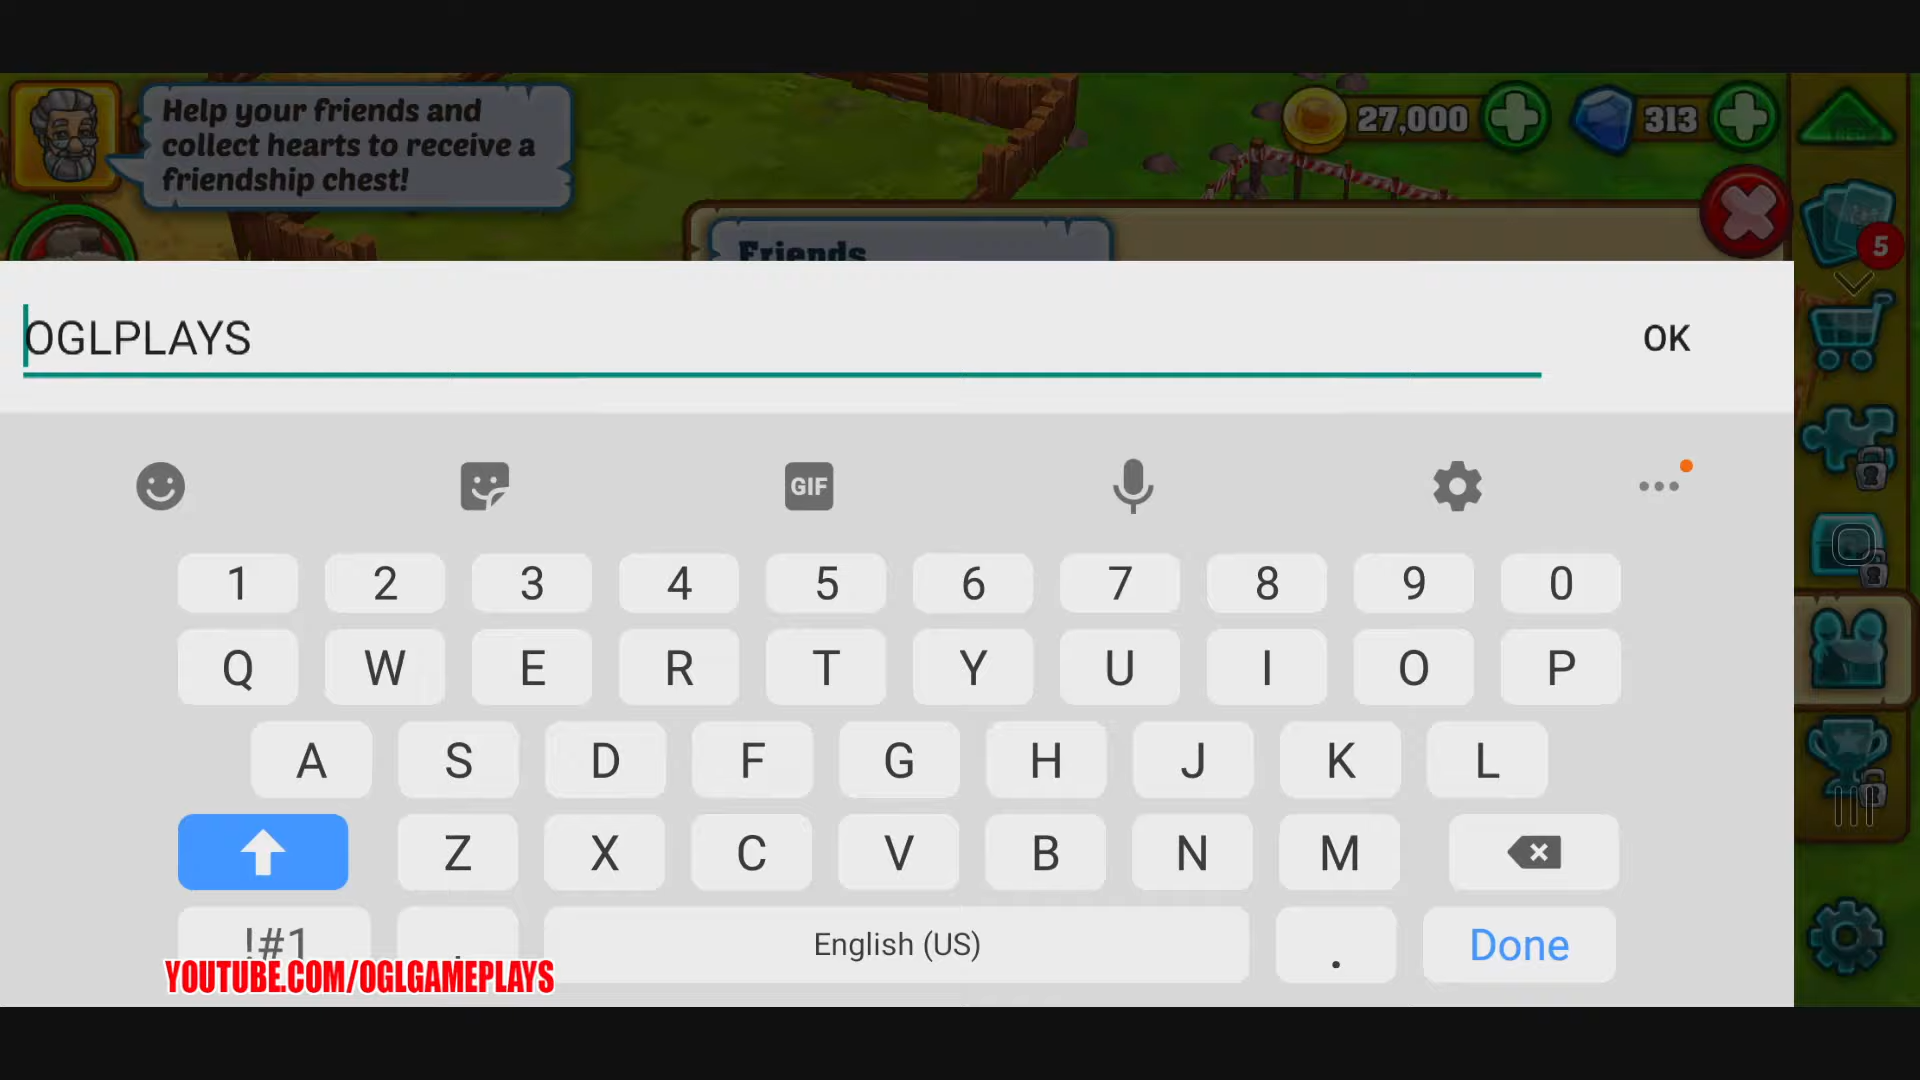 Help your friends and
collect hearts to receive a
friendship chest!
27,000
313
5
Friends
OGLPLAYS
OK
GIF
1 2 3 4 5 6 7 8 9 0
Q W E R T Y U I O P
A S D F G H J K L
Z X C V B N M
!#1 English (US) . Done
YOUTUBE.COM/OGLGAMEPLAYS